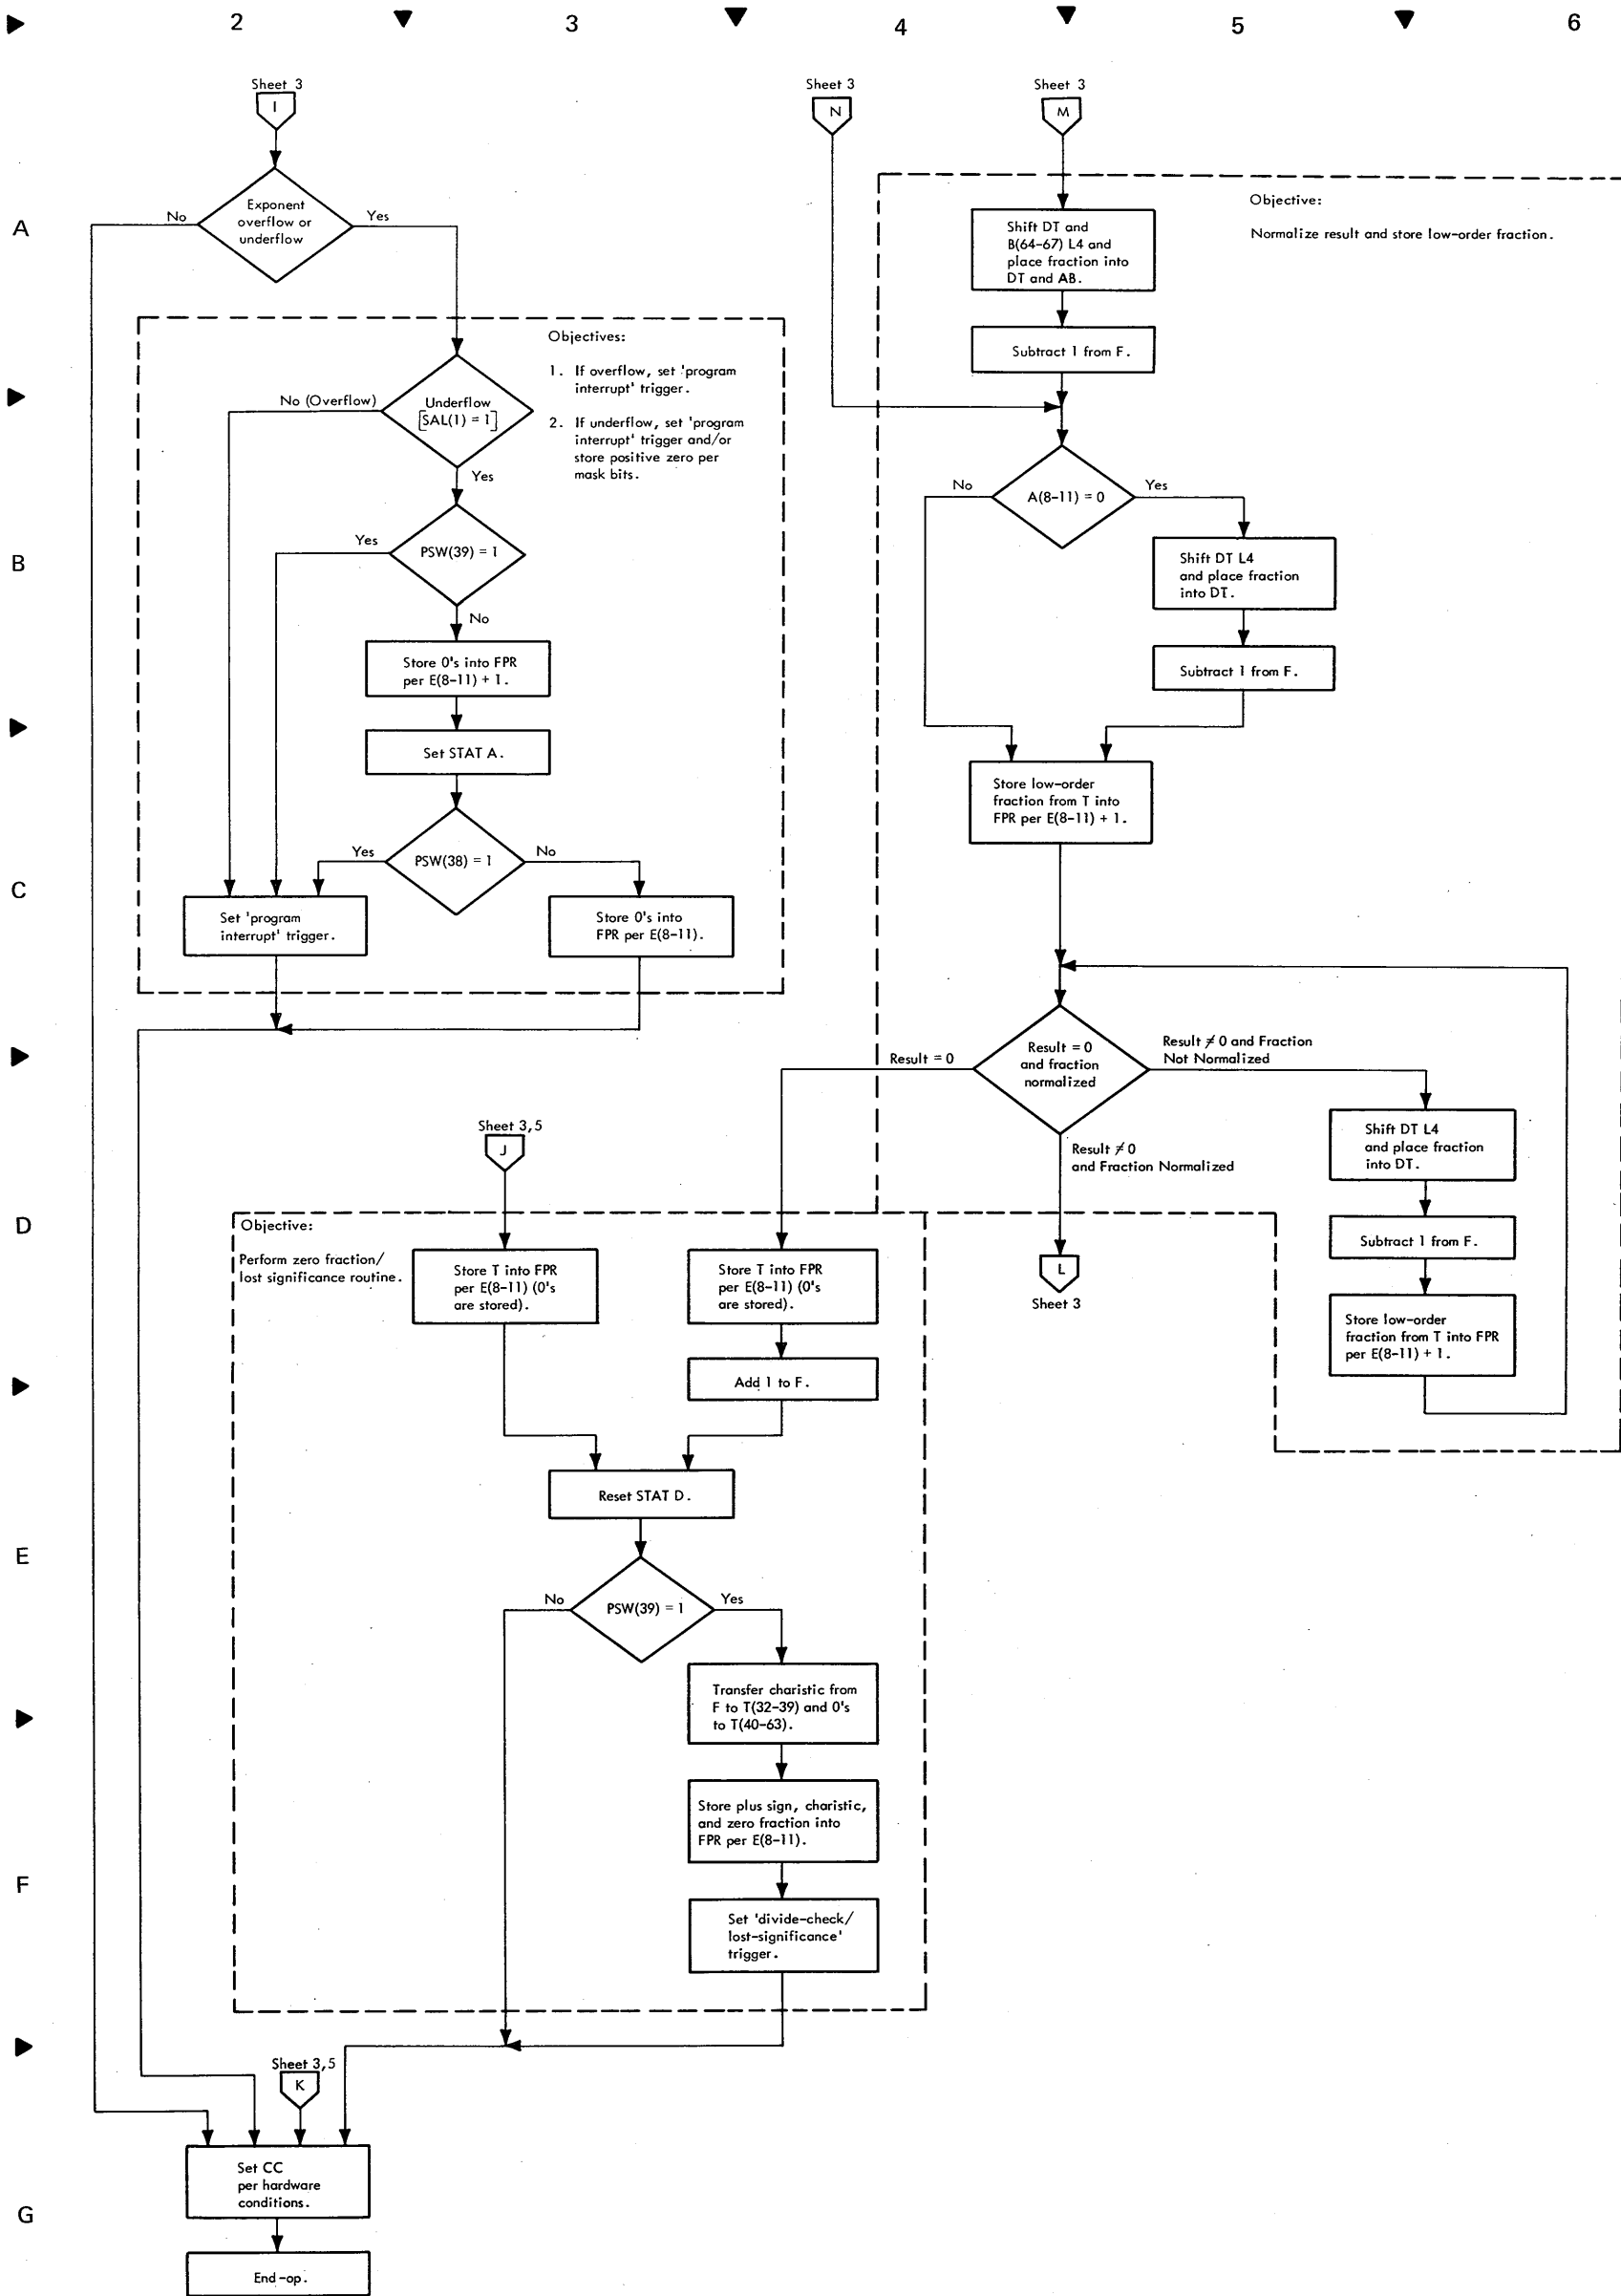 2 3 4 5 6
Sheet 3
I
Sheet 3
N
Sheet 3
M
A
B
C
D
E
F
G
Exponent
overflow or
underflow
No
Yes
Objectives:
1. If overflow, set 'program
interrupt' trigger.
2. If underflow, set 'program
interrupt' trigger and/or
store positive zero per
mask bits.
No (Overflow)
Underflow
[SAL(1) = 1]
Yes
Yes
PSW(39) = 1
No
Store 0's into FPR
per E(8-11) + 1.
Set STAT A.
Yes
PSW(38) = 1
No
Set 'program
interrupt' trigger.
Store 0's into
FPR per E(8-11).
Objective:
Normalize result and store low-order fraction.
Shift DT and
B(64-67) L4 and
place fraction into
DT and AB.
Subtract 1 from F.
No
A(8-11) = 0
Yes
Shift DT L4
and place fraction
into DT.
Subtract 1 from F.
Store low-order
fraction from T into
FPR per E(8-11) + 1.
Result = 0
Result = 0
and fraction
normalized
Result ≠ 0 and Fraction
Not Normalized
Result ≠ 0
and Fraction Normalized
L
Sheet 3
Shift DT L4
and place fraction
into DT.
Subtract 1 from F.
Store low-order
fraction from T into FPR
per E(8-11) + 1.
Sheet 3,5
J
Objective:
Perform zero fraction/
lost significance routine.
Store T into FPR
per E(8-11) (0's
are stored).
Store T into FPR
per E(8-11) (0's
are stored).
Add 1 to F.
Reset STAT D.
No
PSW(39) = 1
Yes
Transfer charistic from
F to T(32-39) and 0's
to T(40-63).
Store plus sign, charistic,
and zero fraction into
FPR per E(8-11).
Set 'divide-check/
lost-significance'
trigger.
Sheet 3,5
K
Set CC
per hardware
conditions.
End-op.